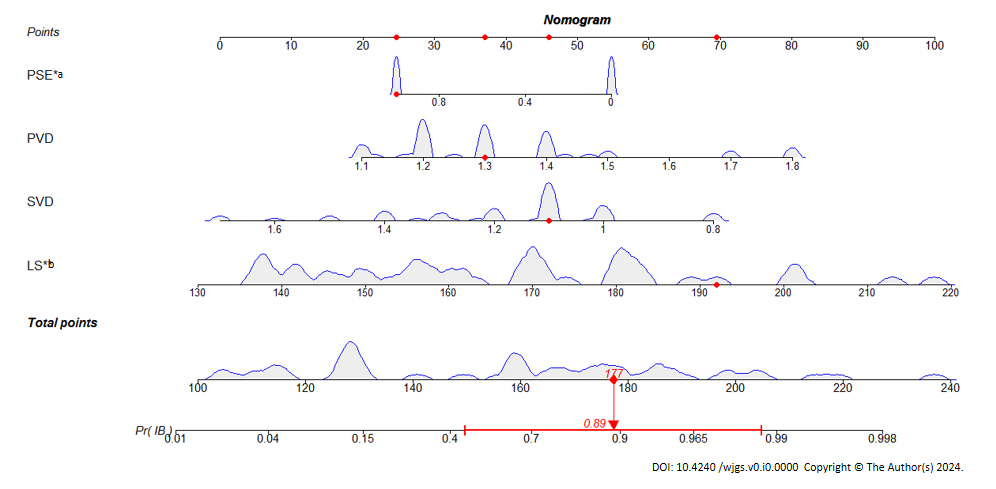 Nomogram
Points
0 10 20 30 40 50 60 70 80 90 100
PSE*a
0.8 0.4 0
PVD
1.1 1.2 1.3 1.4 1.5 1.6 1.7 1.8
SVD
1.6 1.4 1.2 1 0.8
LS*b
130 140 150 160 170 180 190 200 210 220
Total points
177
100 120 140 160 180 200 220 240
0.89
Pr( IB )
0.01 0.04 0.15 0.4 0.7 0.9 0.965 0.99 0.998
DOI: 10.4240 /wjgs.v0.i0.0000 Copyright © The Author(s) 2024.